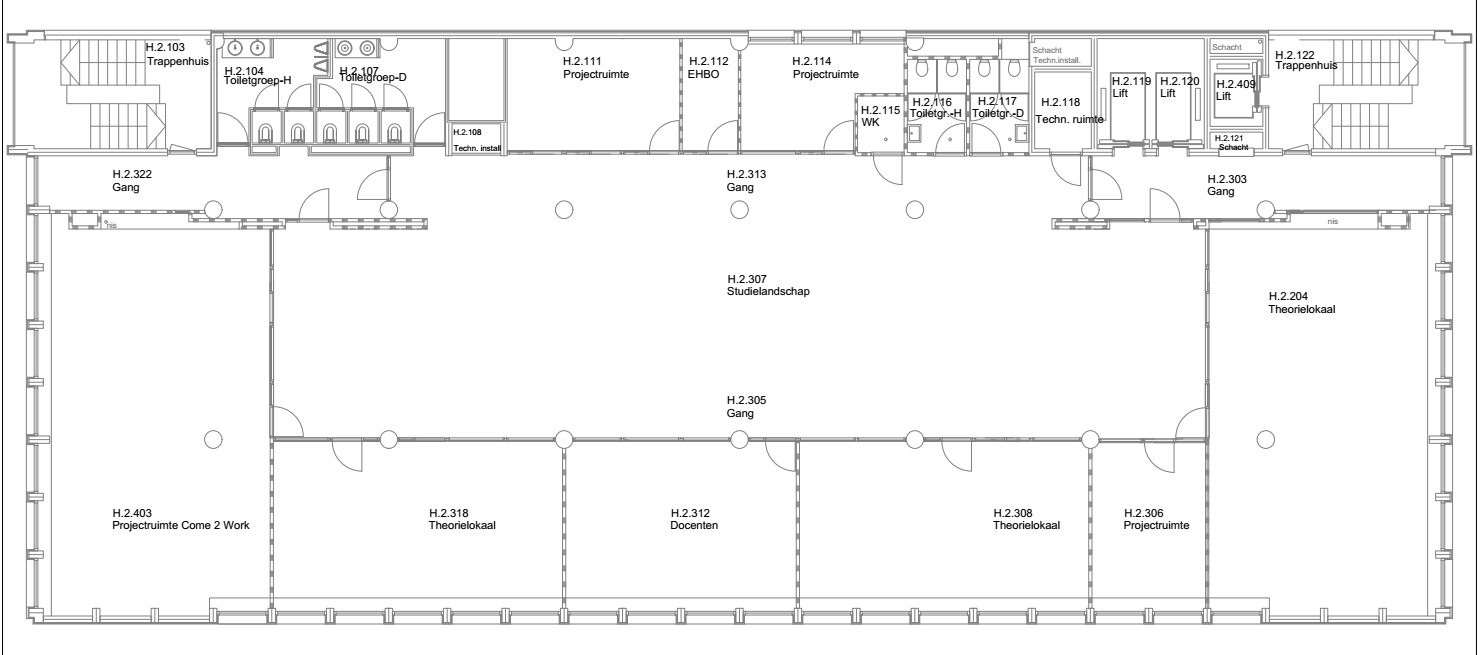 H.2.103
Trappenhuis
H.2.104
Toiletgroep-H
H.2.107
Toiletgroep-D
H.2.108
Techn. install
H.2.111
Projectruimte
H.2.112
EHBO
H.2.114
Projectruimte
H.2.115
WK
H.2.116
Toiletgr.-H
H.2.117
Toiletgr.-D
Schacht
Techn.install.
H.2.118
Techn. ruimte
H.2.119
Lift
H.2.120
Lift
Schacht
H.2.409
Lift
H.2.121
Schacht
H.2.122
Trappenhuis
H.2.322
Gang
H.2.313
Gang
H.2.303
Gang
nis
nis
H.2.307
Studielandschap
H.2.204
Theorielokaal
H.2.305
Gang
H.2.403
Projectruimte Come 2 Work
H.2.318
Theorielokaal
H.2.312
Docenten
H.2.308
Theorielokaal
H.2.306
Projectruimte